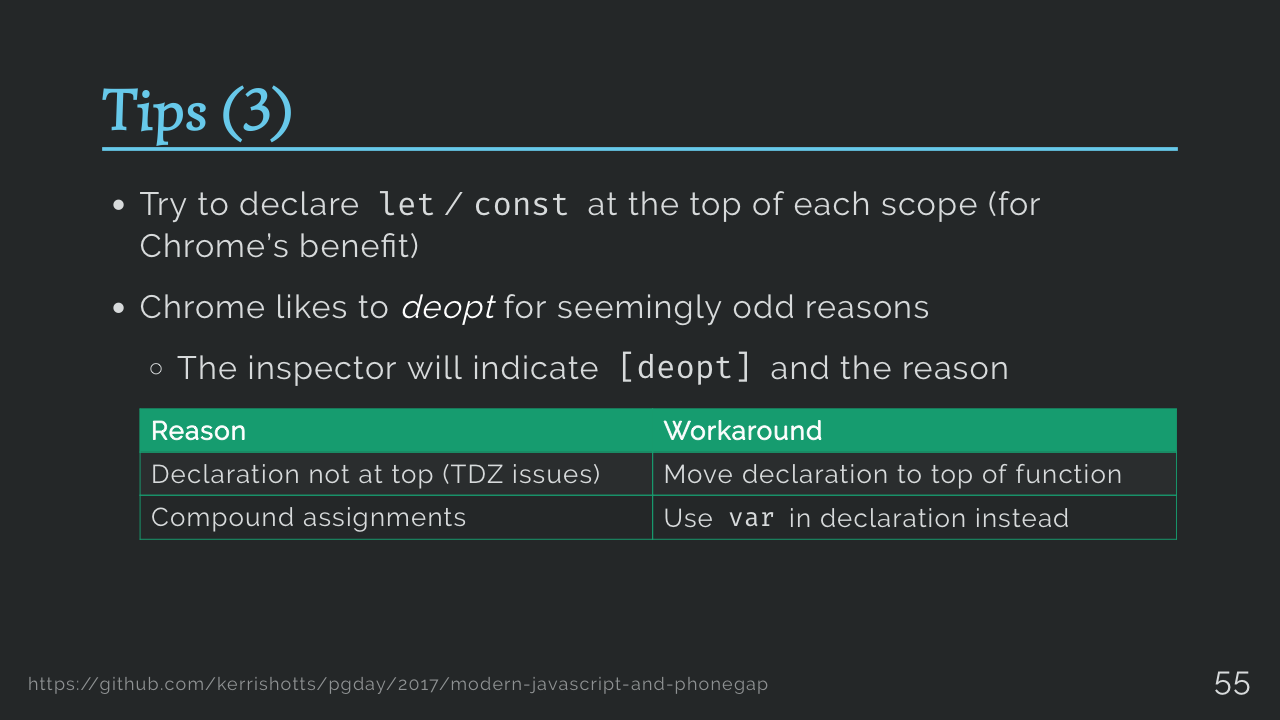 Tips (3)
• Try to declare let / const at the top of each scope (for
Chrome’s benefit)
• Chrome likes to deopt for seemingly odd reasons
○ The inspector will indicate [deopt] and the reason
Reason Workaround
Declaration not at top (TDZ issues) Move declaration to top of function
Compound assignments Use var in declaration instead
https://github.com/kerrishotts/pgday/2017/modern-javascript-and-phonegap 55